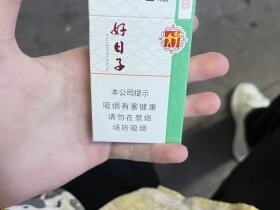 好日子
本公司提示
吸烟有害健康
请勿在禁烟
场所吸烟